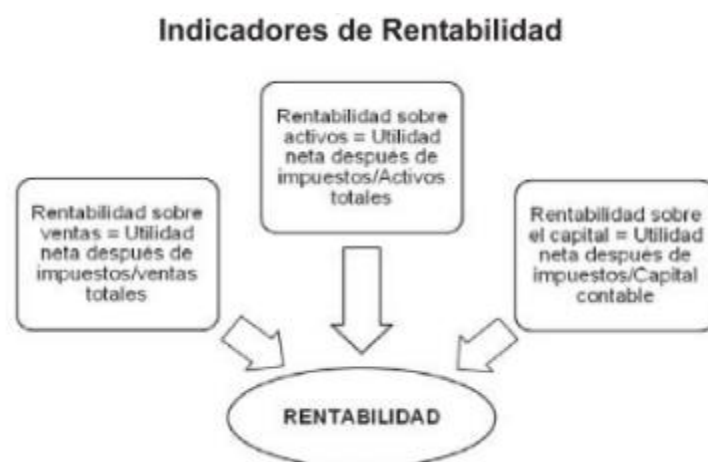 Indicadores de Rentabilidad
Rentabilidad sobre
activos = Utilidad
neta después de
impuestos/Activos
totales
Rentabilidad sobre
ventas = Utilidad
neta después de
impuestos/ventas
totales
Rentabilidad sobre
el capital = Utilidad
neta después de
impuestos/Capital
contable
RENTABILIDAD